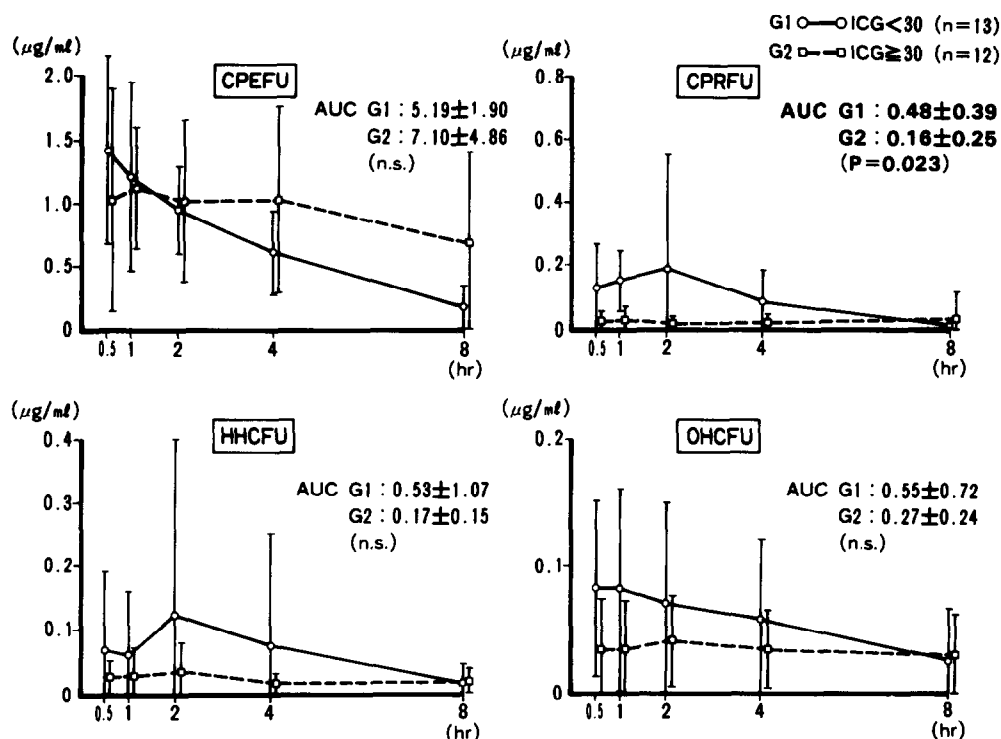 G1 ○—○ ICG<30 (n=13)
G2 □--□ ICG≧30 (n=12)
(μg/ml)
CPEFU
AUC G1 : 5.19±1.90
G2 : 7.10±4.86
(n.s.)
2.0
1.5
1.0
0.5
0
0.5 1 2 4 8
(hr)
(μg/ml)
CPRFU
AUC G1 : 0.48±0.39
G2 : 0.16±0.25
(P=0.023)
0.8
0.6
0.4
0.2
0
0.5 1 2 4 8
(hr)
(μg/ml)
HHCFU
AUC G1 : 0.53±1.07
G2 : 0.17±0.15
(n.s.)
0.4
0.3
0.2
0.1
0
0.5 1 2 4 8
(hr)
(μg/ml)
OHCFU
AUC G1 : 0.55±0.72
G2 : 0.27±0.24
(n.s.)
0.2
0.1
0
0.5 1 2 4 8
(hr)